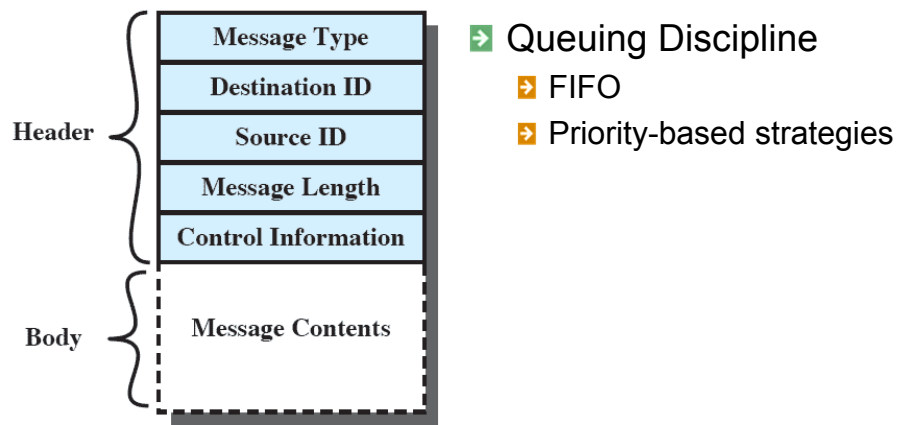 Header
Message Type
Destination ID
Source ID
Message Length
Control Information
Body
Message Contents
Queuing Discipline
FIFO
Priority-based strategies